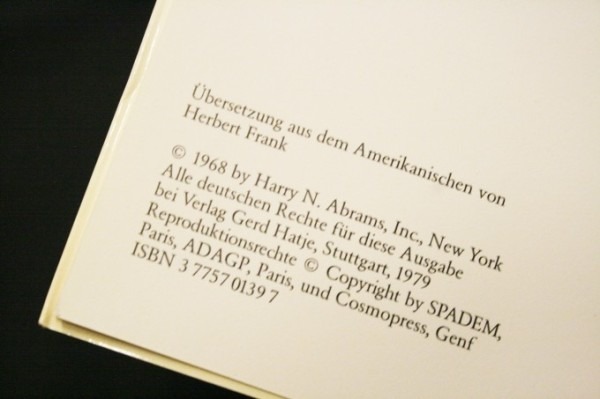 Übersetzung aus dem Amerikanischen von
Herbert Frank
© 1968 by Harry N. Abrams, Inc., New York
Alle deutschen Rechte für diese Ausgabe
bei Verlag Gerd Hatje, Stuttgart, 1979
Reproduktionsrechte © Copyright by SPADEM,
Paris, ADAGP, Paris, und Cosmopress, Genf
ISBN 3 7757 0139 7